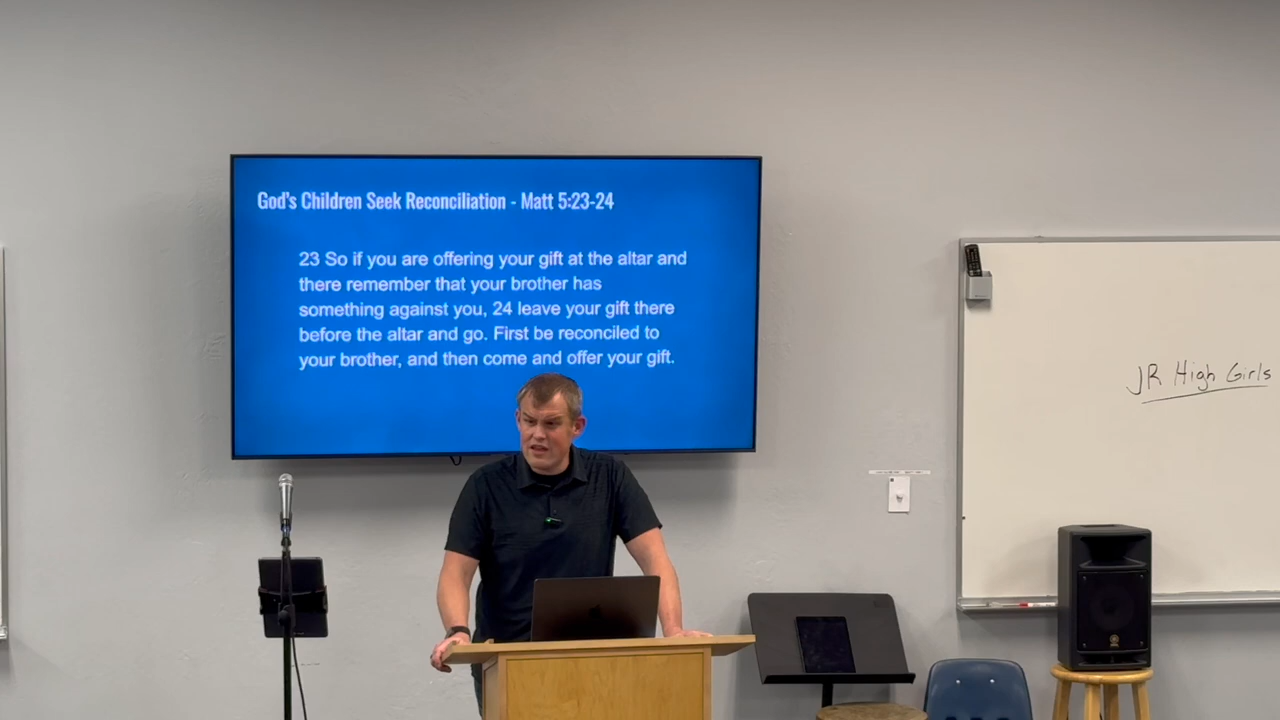 God's Children Seek Reconciliation - Matt 5:23-24
23 So if you are offering your gift at the altar and
there remember that your brother has
something against you, 24 leave your gift there
before the altar and go. First be reconciled to
your brother, and then come and offer your gift.
JR High Girls